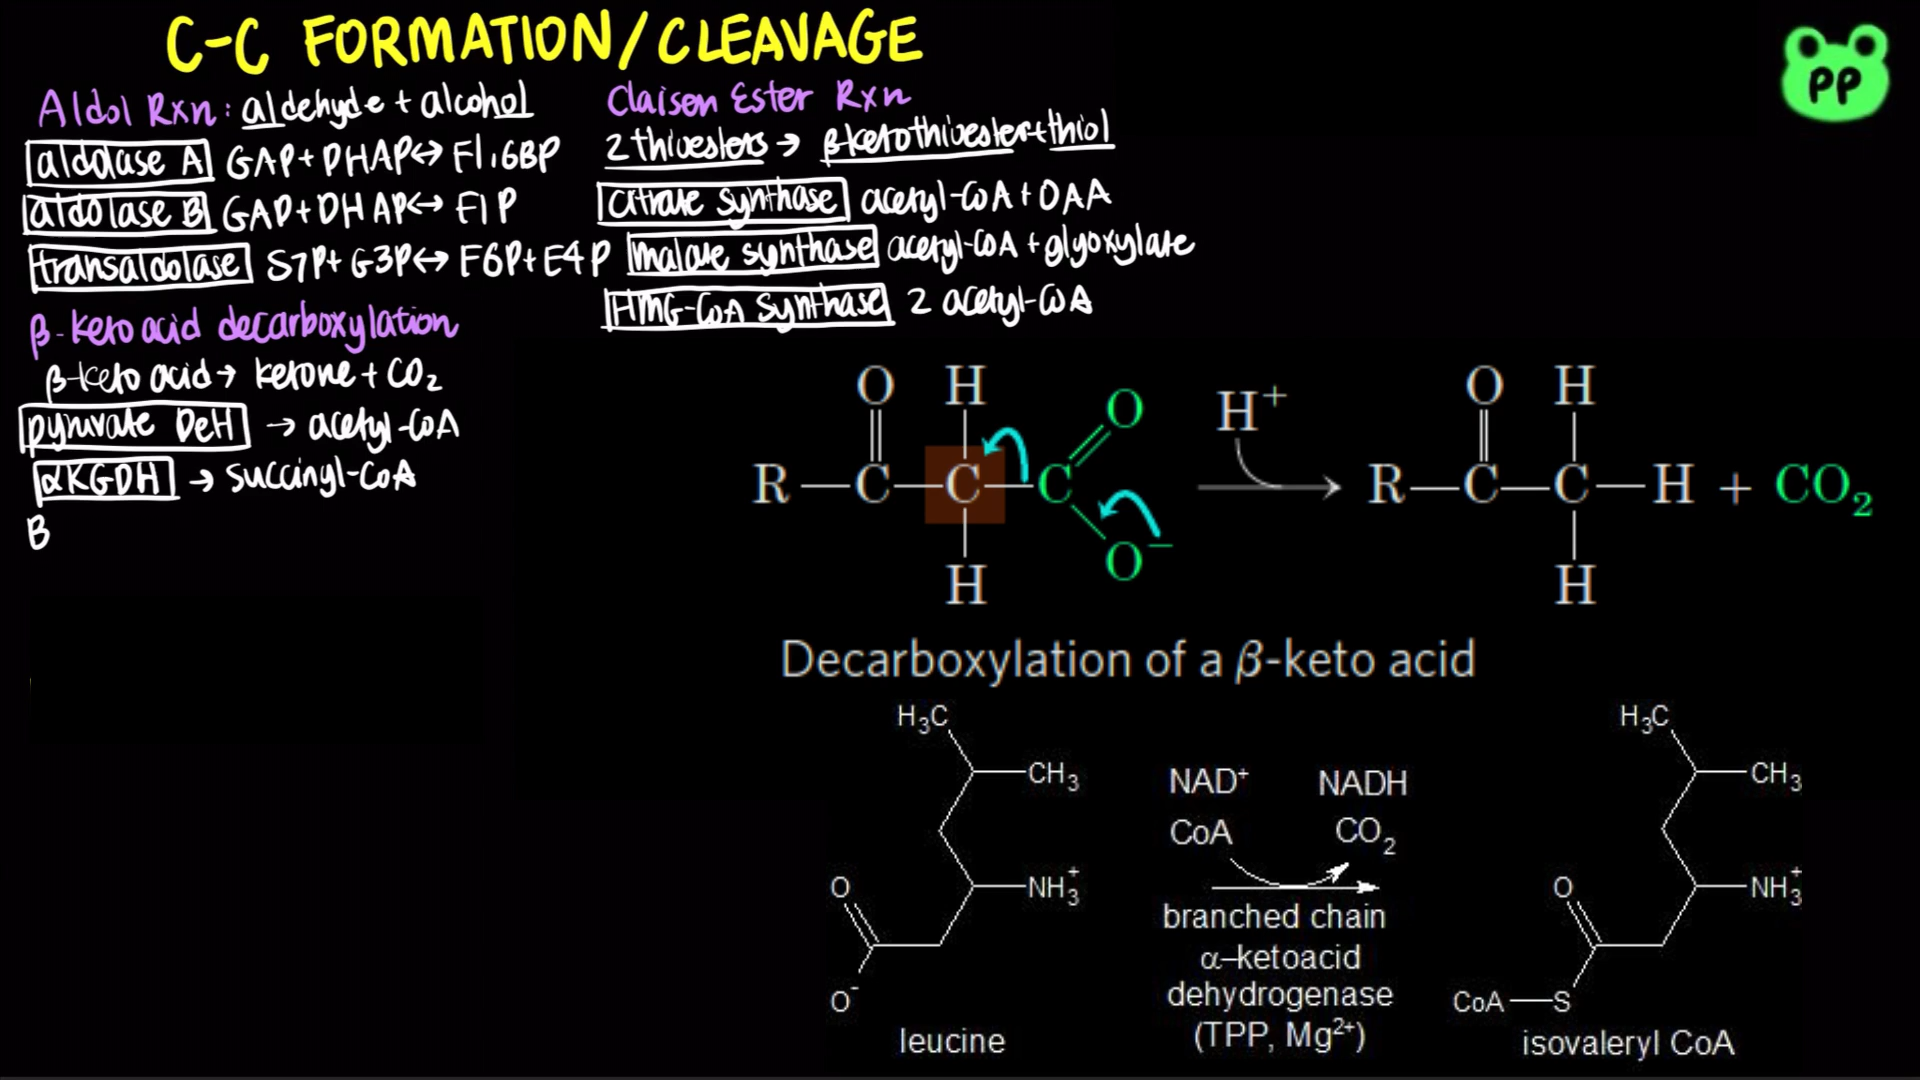 C-C FORMATION/CLEAVAGE
PP
Aldol Rxn: aldehyde + alcohol
aldolase A GAP+DHAP↔ F1,6BP
aldolase B GAP+DHAP↔ F1P
transaldolase S7P+G3P↔ F6P+E4P
β-keto acid decarboxylation
β-keto acid→ ketone + CO2
pyruvate DeH → acetyl-CoA
αKGDH → succinyl-CoA
B
Claisen Ester Rxn
2 thioesters → β-ketothioester+thiol
citrate synthase acetyl-CoA + OAA
malate synthase acetyl-CoA + glyoxylate
HMG-CoA synthase 2 acetyl-CoA
O H O H+ O H
R—C—C—C R—C—C—H + CO2
H O− H
Decarboxylation of a β-keto acid
H3C H3C
CH3 NAD+ NADH CH3
CoA CO2
O NH3+ O NH3+
branched chain
α–ketoacid
dehydrogenase
O- CoA—S
(TPP, Mg2+)
leucine isovaleryl CoA